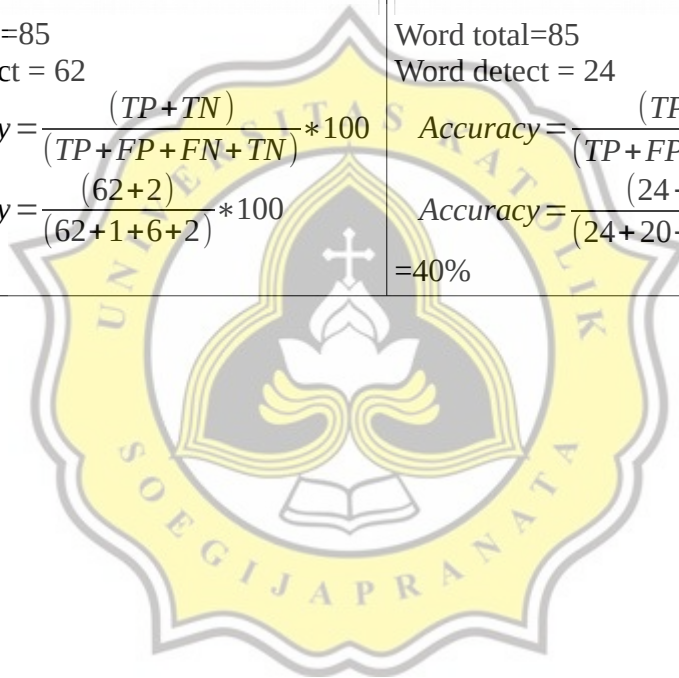 =85
ct = 62
y = (TP+TN) / (TP+FP+FN+TN) *100
y = (62+2) / (62+1+6+2) *100
Word total=85
Word detect = 24
Accuracy = (TP / (TP+FP
Accuracy = (24- / (24+20-
=40%
UNIVERSITAS KATOLIK
SOEGIJAPRANATA